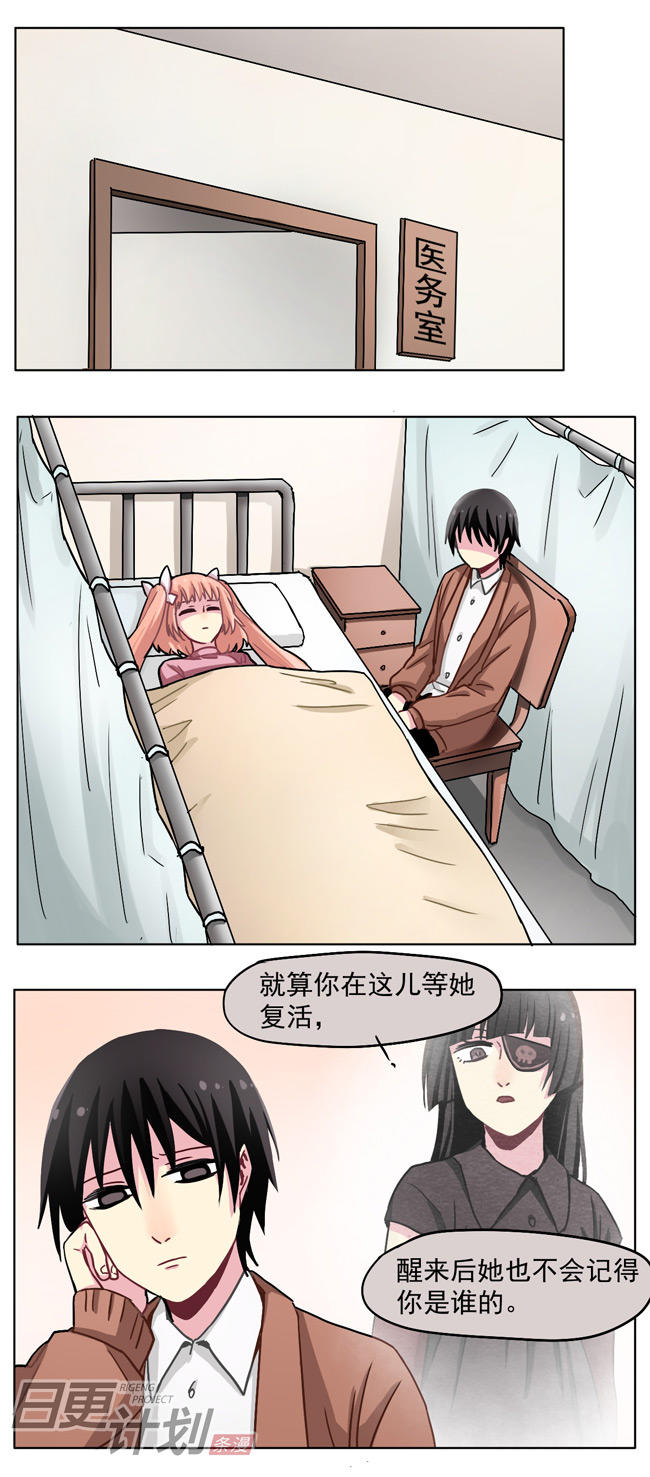 医务室
就算你在这儿等她
复活，
醒来后她也不会记得
你是谁的。
日更
RIGENG
PROJECT
计划
条漫